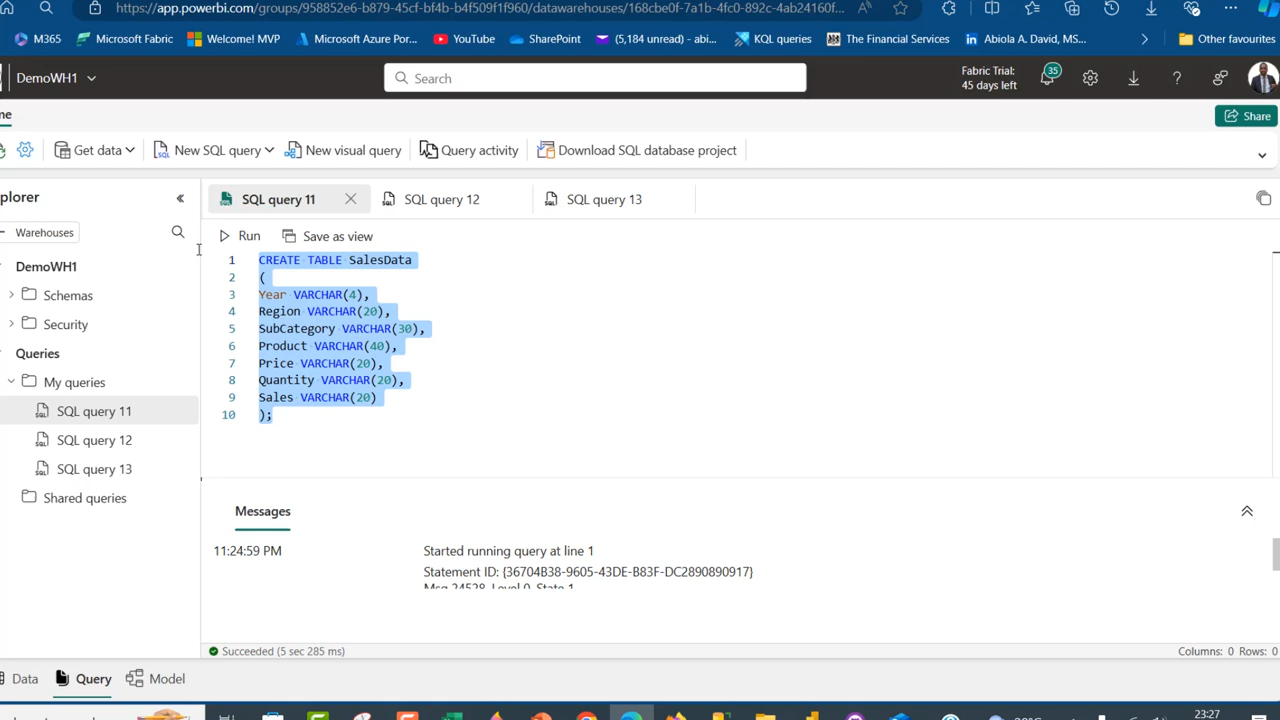 https://app.powerbi.com/groups/958852e6-b879-45cf-bf4b-b4f509f1f960/datawarehouses/168cbe0f-7a1b-4fc0-892c-4ab24160f...
M365
Microsoft Fabric
Welcome! MVP
Microsoft Azure Por...
YouTube
SharePoint
(5,184 unread) - abi...
KQL queries
The Financial Services
Abiola A. David, MS...
Other favourites
DemoWH1
Search
Fabric Trial:
45 days left
35
ne
Share
Get data
New SQL query
New visual query
Query activity
Download SQL database project
xplorer
Warehouses
DemoWH1
Schemas
Security
Queries
My queries
SQL query 11
SQL query 12
SQL query 13
Shared queries
SQL query 11
SQL query 12
SQL query 13
Run
Save as view
1 CREATE TABLE SalesData
2 (
3 Year VARCHAR(4),
4 Region VARCHAR(20),
5 SubCategory VARCHAR(30),
6 Product VARCHAR(40),
7 Price VARCHAR(20),
8 Quantity VARCHAR(20),
9 Sales VARCHAR(20)
10 );
Messages
11:24:59 PM
Started running query at line 1
Statement ID: {36704B38-9605-43DE-B83F-DC2890890917}
Msg 24528, Level 0, State 1
Succeeded (5 sec 285 ms)
Columns: 0 Rows: 0
Data
Query
Model
23:27